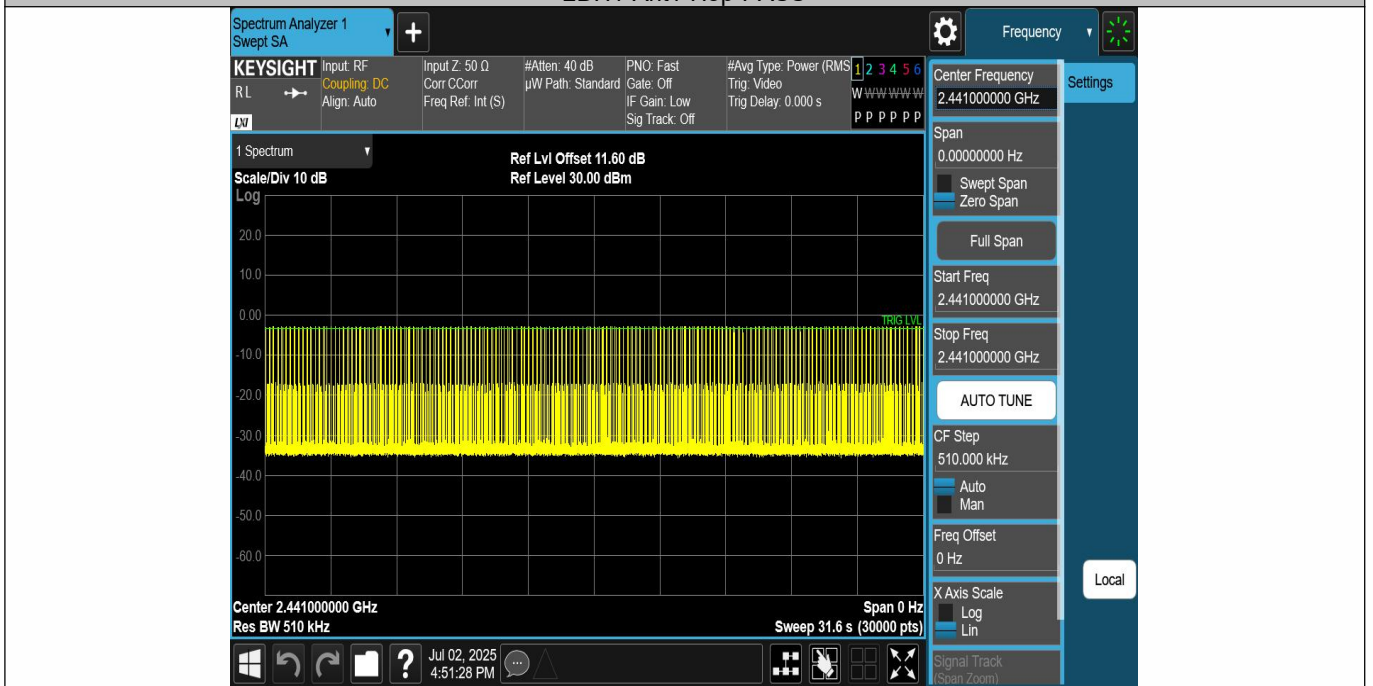 Spectrum Analyzer 1
Swept SA
Frequency
KEYSIGHT
RL
LXI
Input: RF
Coupling: DC
Align: Auto
Input Z: 50 Ω
Corr CCorr
Freq Ref: Int (S)
#Atten: 40 dB
µW Path: Standard
PNO: Fast
Gate: Off
IF Gain: Low
Sig Track: Off
#Avg Type: Power (RMS
Trig: Video
Trig Delay: 0.000 s
1 2 3 4 5 6
W W W W W W
P P P P P P
1 Spectrum
Scale/Div 10 dB
Ref Lvl Offset 11.60 dB
Ref Level 30.00 dBm
Log
20.0
10.0
0.00
-10.0
-20.0
-30.0
-40.0
-50.0
-60.0
TRIG LVL
Center 2.441000000 GHz
Res BW 510 kHz
Span 0 Hz
Sweep 31.6 s (30000 pts)
Center Frequency
2.441000000 GHz
Settings
Span
0.00000000 Hz
Swept Span
Zero Span
Full Span
Start Freq
2.441000000 GHz
Stop Freq
2.441000000 GHz
AUTO TUNE
CF Step
510.000 kHz
Auto
Man
Freq Offset
0 Hz
X Axis Scale
Log
Lin
Signal Track
(Span Zoom)
Local
?
Jul 02, 2025
4:51:28 PM